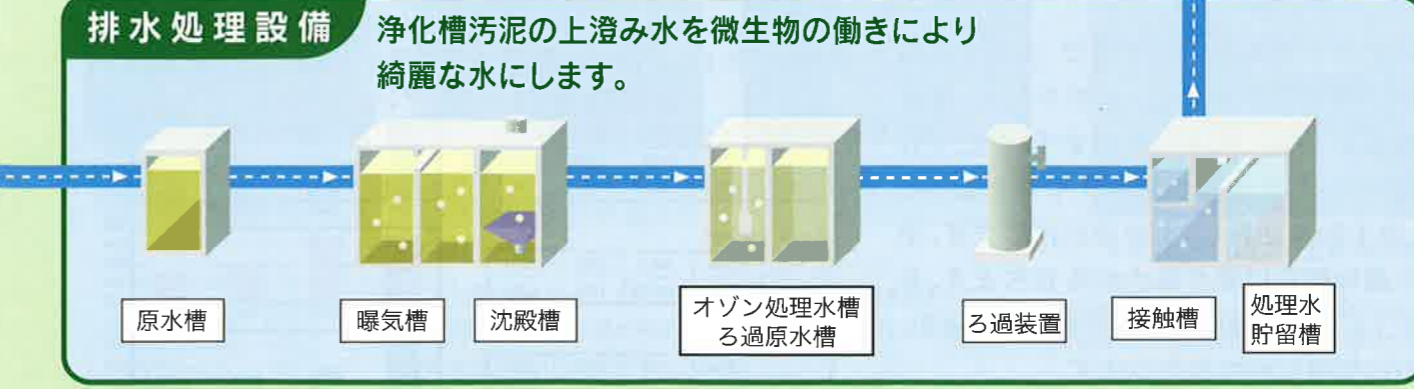 排水処理設備
浄化槽汚泥の上澄み水を微生物の働きにより
綺麗な水にします。
原水槽
曝気槽
沈殿槽
オゾン処理水槽
ろ過原水槽
ろ過装置
接触槽
処理水
貯留槽